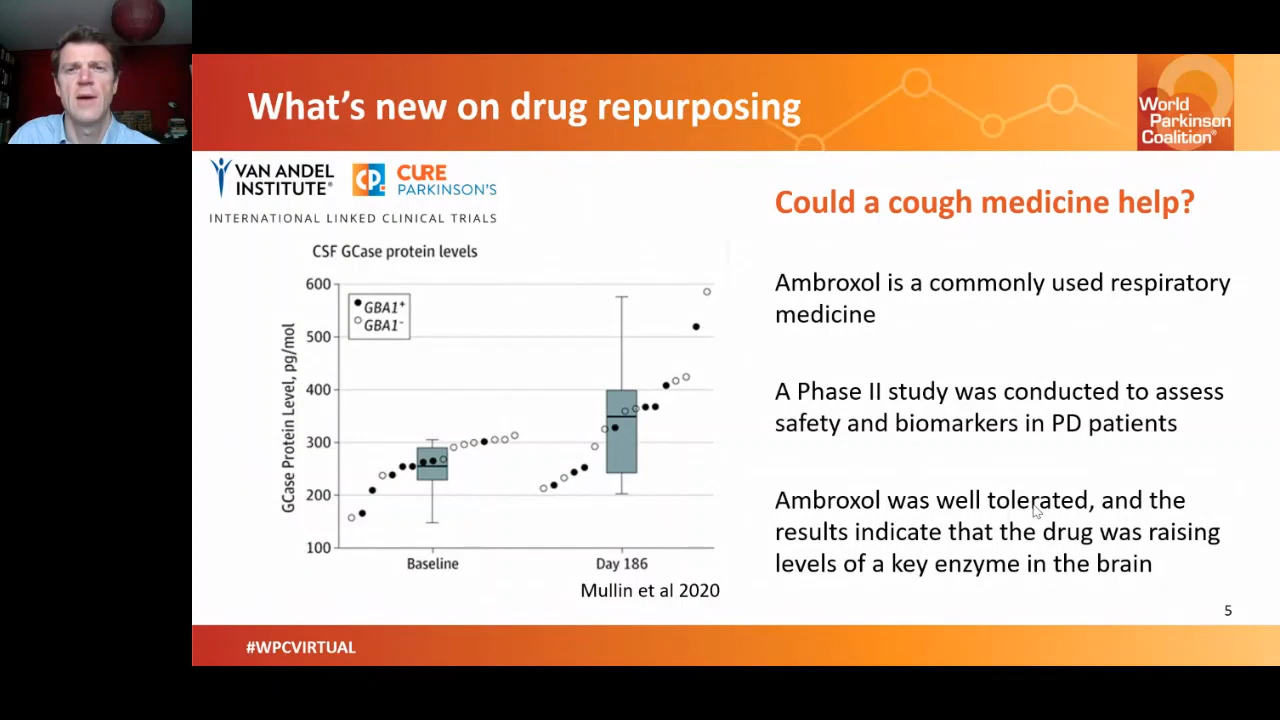 What's new on drug repurposing
World
Parkinson
Coalition®
VAN ANDEL
INSTITUTE®
CP.
CURE
PARKINSON'S
INTERNATIONAL LINKED CLINICAL TRIALS
CSF GCase protein levels
GCase Protein Level, pg/mol
600
500
400
300
200
100
GBA1+
GBA1-
Baseline
Day 186
Mullin et al 2020
Could a cough medicine help?
Ambroxol is a commonly used respiratory
medicine
A Phase II study was conducted to assess
safety and biomarkers in PD patients
Ambroxol was well tolerated, and the
results indicate that the drug was raising
levels of a key enzyme in the brain
5
#WPCVIRTUAL